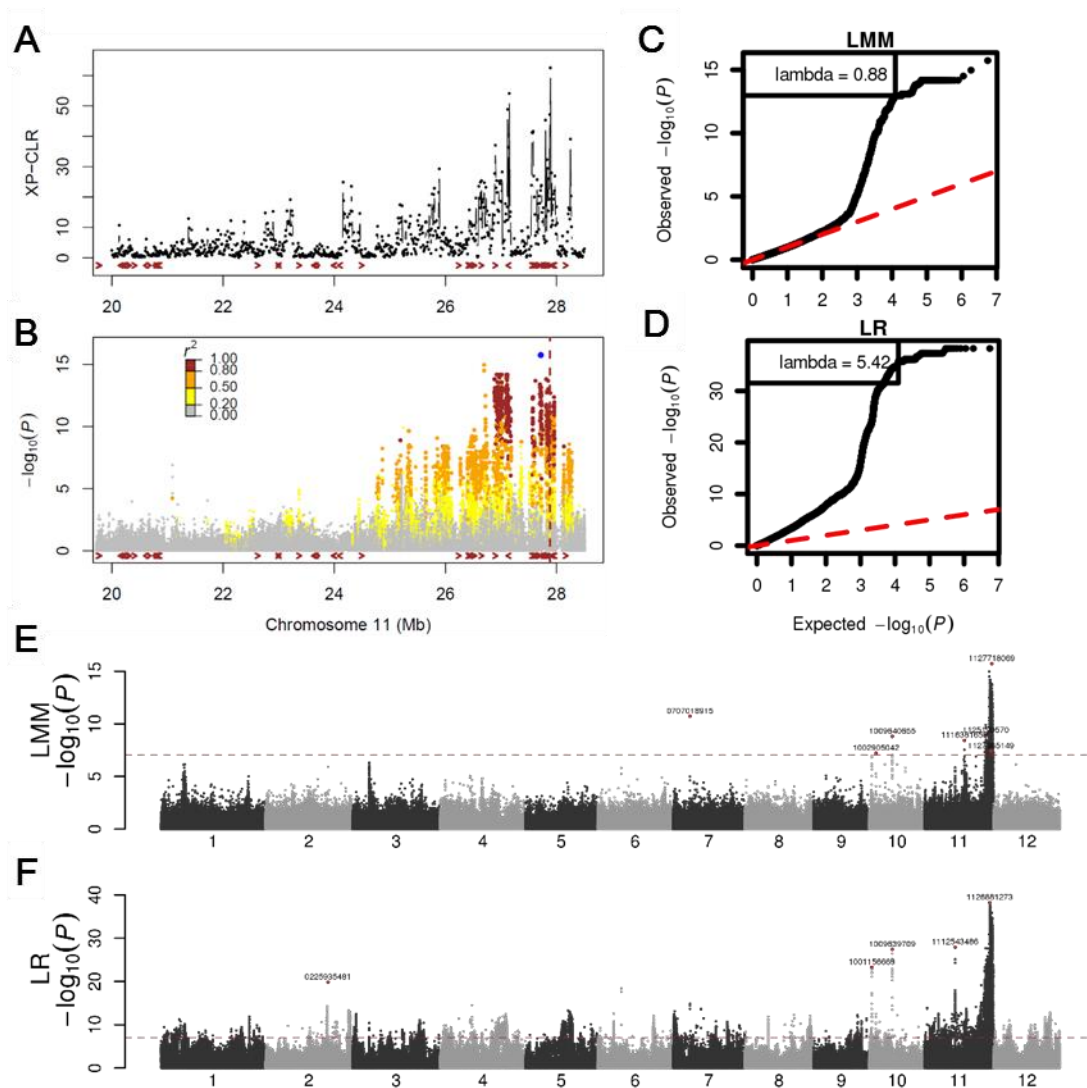 A
XP−CLR
50
30
10
0
20 22 24 26 28
B
r²
1.00
0.80
0.50
0.20
0.00
−log₁₀(P)
15
10
5
0
20 22 24 26 28
Chromosome 11 (Mb)
C
LMM
lambda = 0.88
Observed −log₁₀(P)
15
10
5
0
0 1 2 3 4 5 6 7
D
LR
lambda = 5.42
Observed −log₁₀(P)
30
20
10
0
0 1 2 3 4 5 6 7
Expected −log₁₀(P)
E
LMM
−log₁₀(P)
15
10
5
0
1127718069
0707018915
1009840855
1002905042
1 2 3 4 5 6 7 8 9 10 11 12
F
LR
−log₁₀(P)
40
30
20
10
0
1126881273
1112543486
1009839709
1001156668
0225935481
1 2 3 4 5 6 7 8 9 10 11 12